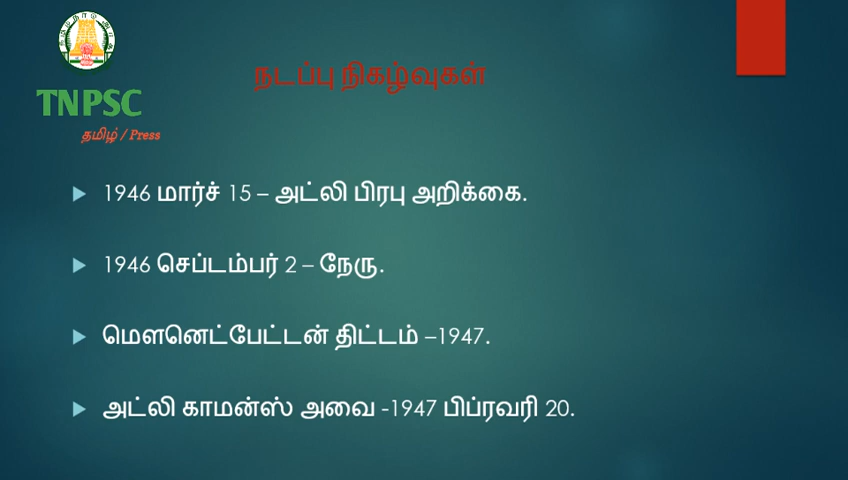 நடப்பு நிகழ்வுகள்
TNPSC
தமிழ் / Press
1946 மார்ச் 15 – அட்லி பிரபு அறிக்கை.
1946 செப்டம்பர் 2 – நேரு.
மௌனெட்பேட்டன் திட்டம் –1947.
அட்லி காமன்ஸ் அவை -1947 பிப்ரவரி 20.